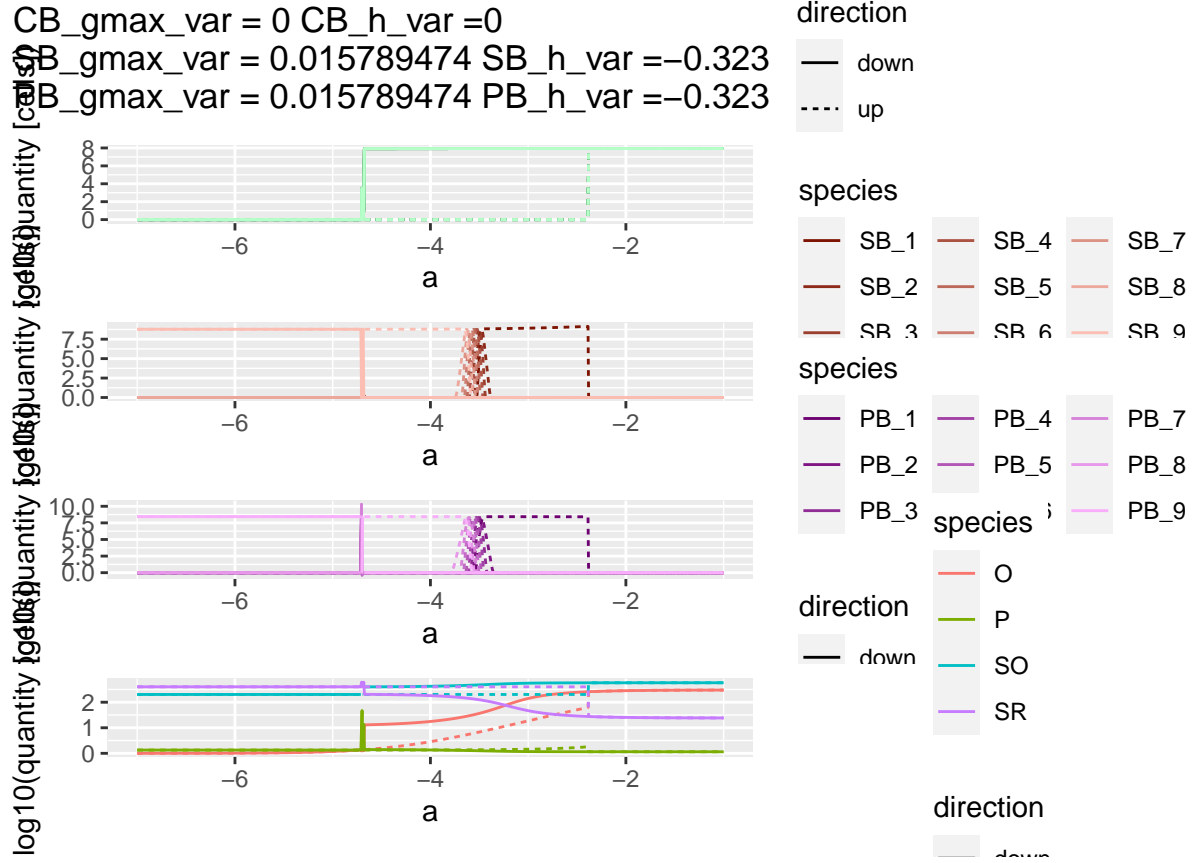 CB_gmax_var = 0 CB_h_var =0
SB_gmax_var = 0.015789474 SB_h_var =−0.323
PB_gmax_var = 0.015789474 PB_h_var =−0.323
8
6
4
2
0
−6
−4
−2
a
7.5
5.0
2.5
0.0
−6
−4
−2
a
10.0
7.5
5.0
2.5
0.0
−6
−4
−2
a
log10(quantity
2
1
0
−6
−4
−2
a
direction
down
up
species
SB_1 SB_4 SB_7
SB_2 SB_5 SB_8
SB_3 SB_6 SB_9
species
PB_1 PB_4 PB_7
PB_2 PB_5 PB_8
PB_3 PB_9
species
O
P
SO
SR
direction
down
direction
down